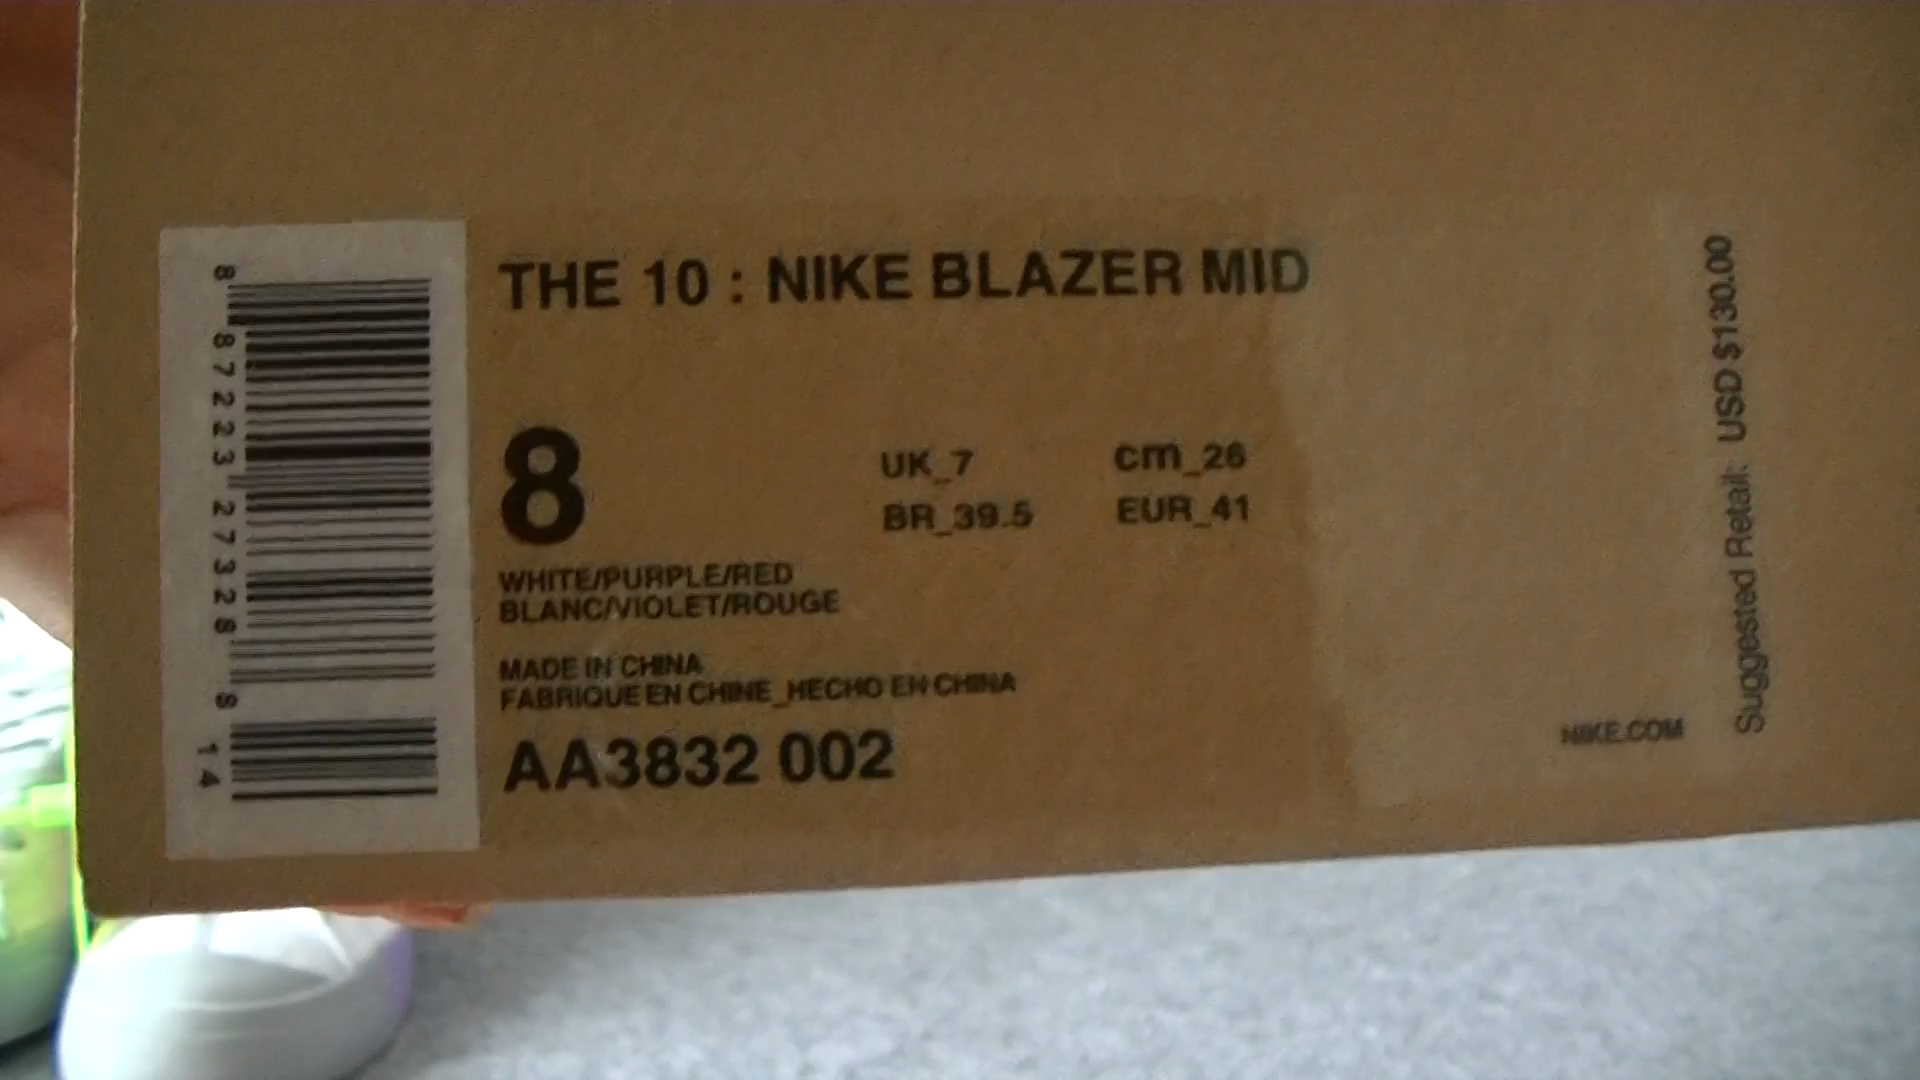 THE 10 : NIKE BLAZER MID
8
UK_7 cm_26
BR_39.5 EUR_41
WHITE/PURPLE/RED
BLANC/VIOLET/ROUGE
MADE IN CHINA
FABRIQUE EN CHINE_HECHO EN CHINA
AA3832 002
NIKE.COM
Suggested Retail: USD $130.00
8 87223 27328 8
14